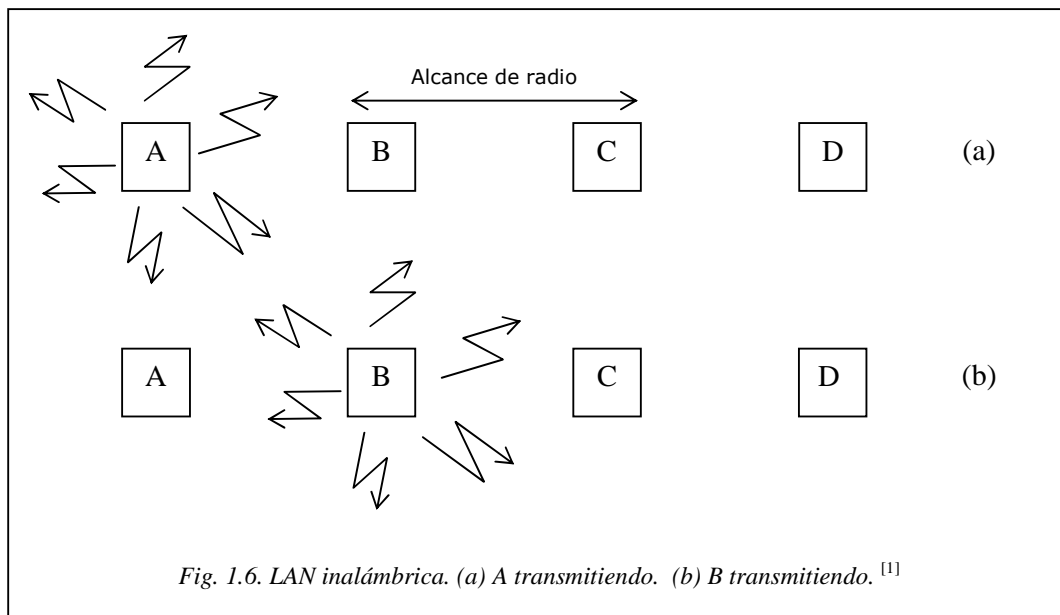 Alcance de radio
A B C D (a)
A B C D (b)
Fig. 1.6. LAN inalámbrica. (a) A transmitiendo. (b) B transmitiendo. [1]